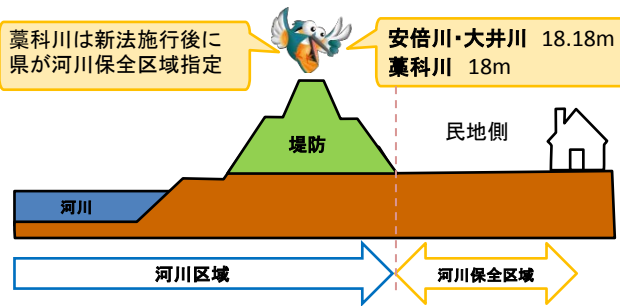 藁科川は新法施行後に
県が河川保全区域指定
安倍川・大井川 18.18m
藁科川 18m
堤防
民地側
河川
河川区域
河川保全区域